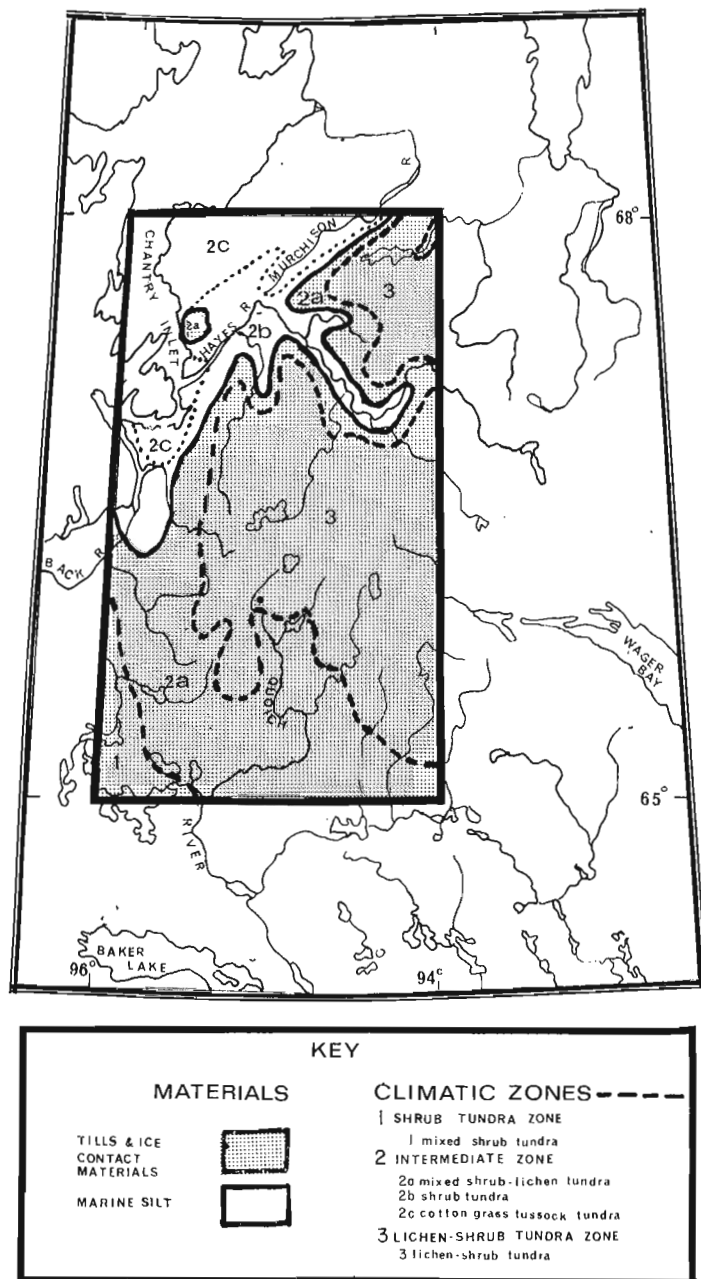 68°
CHANTRY
INLET
2C
MURCHISON
R
3
2a
2a
HAYES R
2b
2C
3
BACK R
WAGER
BAY
2a
QUOIC
H
1
65°
RIVER
BAKER
LAKE
96°
94°
KEY
MATERIALS
TILLS & ICE
CONTACT
MATERIALS
MARINE SILT
CLIMATIC ZONES
1 SHRUB TUNDRA ZONE
1 mixed shrub tundra
2 INTERMEDIATE ZONE
2a mixed shrub-lichen tundra
2b shrub tundra
2c cotton grass tussock tundra
3 LICHEN-SHRUB TUNDRA ZONE
3 lichen-shrub tundra